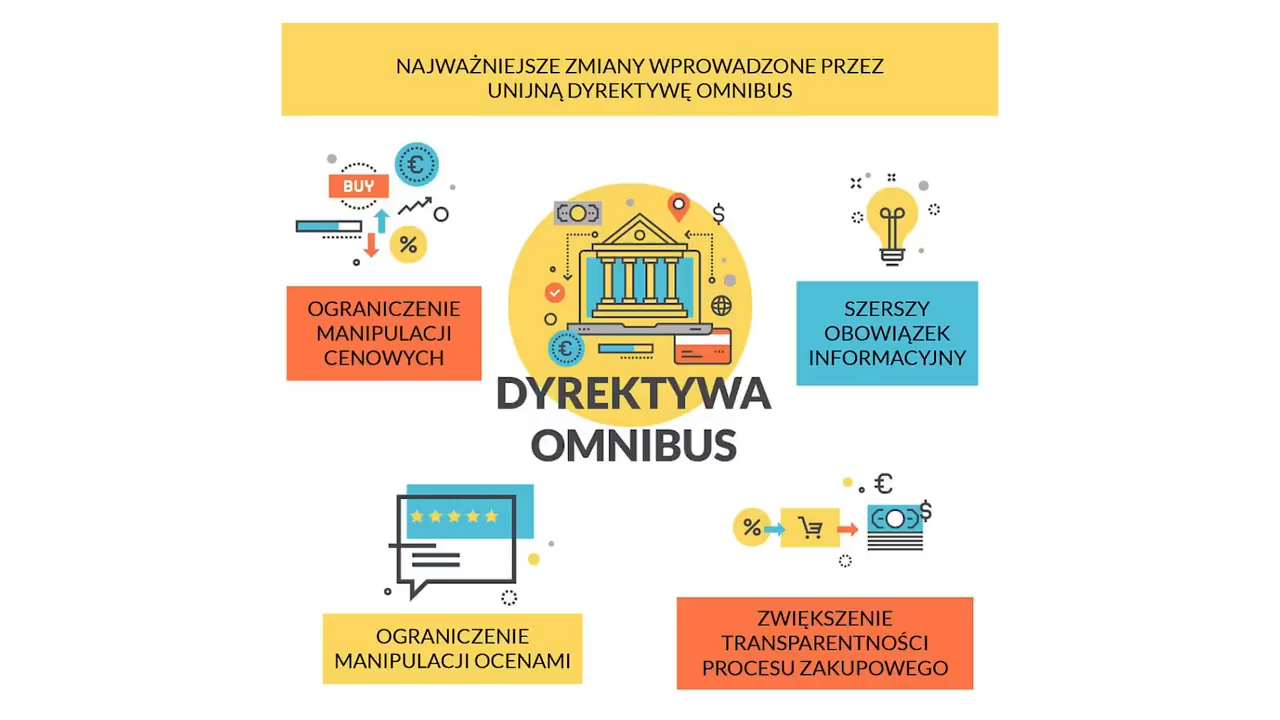 NAJWAŻNIEJSZE ZMIANY WPROWADZONE PRZEZ
UNIJNĄ DYREKTYWĘ OMNIBUS
€
BUY
%
OGRANICZENIE
MANIPULACJI
CENOWYCH
$
€
DYREKTYWA
OMNIBUS
SZERSZY
OBOWIĄZEK
INFORMACYJNY
OGRANICZENIE
MANIPULACJI OCENAMI
€
$
%
ZWIĘKSZENIE
TRANSPARENTNOŚCI
PROCESU ZAKUPOWEGO